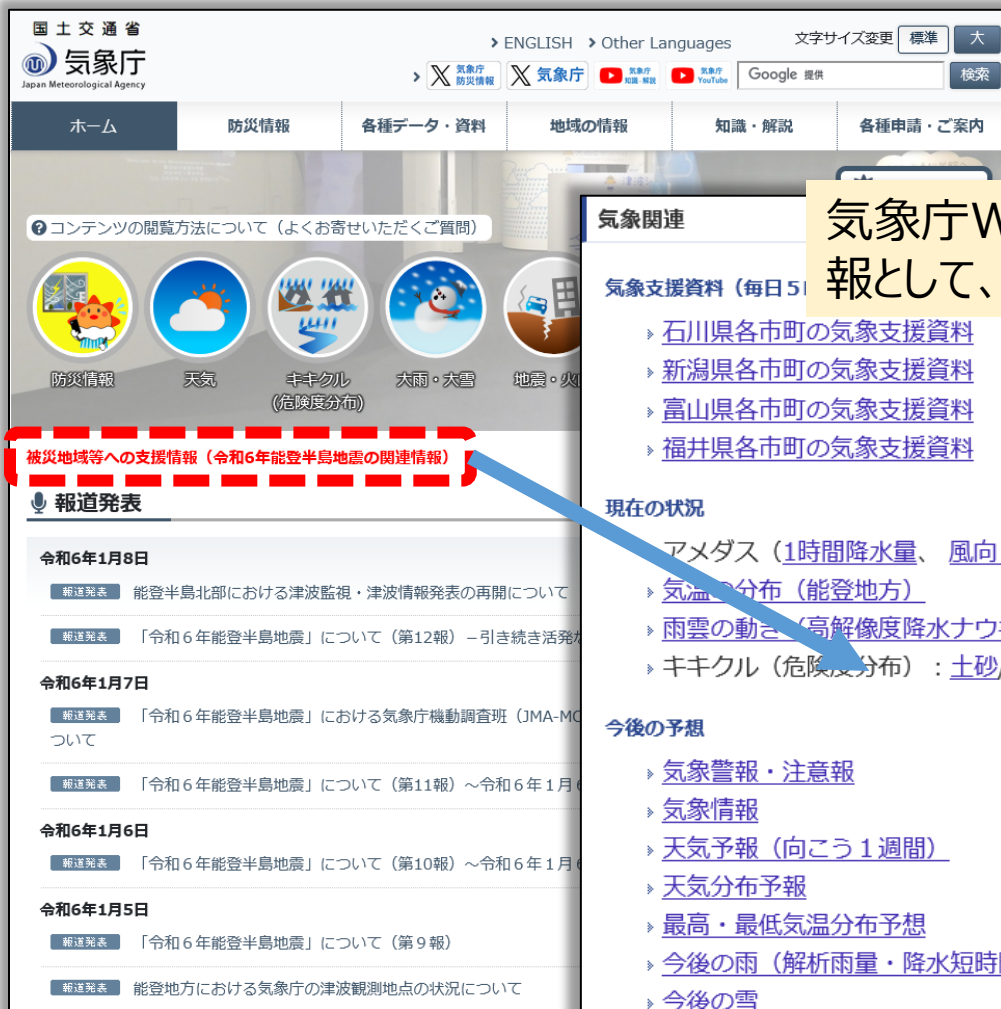 国土交通省
気象庁
Japan Meteorological Agency
ENGLISH Other Languages
文字サイズ変更 標準 大
気象庁 防災情報 気象庁 気象庁 知識・解説 気象庁 YouTube Google 提供 検索
ホーム 防災情報 各種データ・資料 地域の情報 知識・解説 各種申請・ご案内
コンテンツの閲覧方法について（よくお寄せいただくご質問）
防災情報 天気 キキクル (危険度分布) 大雨・大雪 地震・火
被災地域等への支援情報（令和6年能登半島地震の関連情報）
報道発表
令和6年1月8日
報道発表 能登半島北部における津波監視・津波情報発表の再開について
報道発表 「令和６年能登半島地震」について（第12報）－引き続き活発
令和6年1月7日
報道発表 「令和６年能登半島地震」における気象庁機動調査班（JMA-MO
ついて
報道発表 「令和６年能登半島地震」について（第11報）～令和６年１月
令和6年1月6日
報道発表 「令和６年能登半島地震」について（第10報）～令和６年１月
令和6年1月5日
報道発表 「令和６年能登半島地震」について（第９報）
報道発表 能登地方における気象庁の津波観測地点の状況について
気象庁W
報として、
気象関連
気象支援資料（毎日５
石川県各市町の気象支援資料
新潟県各市町の気象支援資料
富山県各市町の気象支援資料
福井県各市町の気象支援資料
現在の状況
アメダス（1時間降水量、 風向
気温の分布（能登地方）
雨雲の動き（高解像度降水ナウ
キキクル（危険度分布）：土砂
今後の予想
気象警報・注意報
気象情報
天気予報（向こう１週間）
天気分布予報
最高・最低気温分布予想
今後の雨（解析雨量・降水短時
今後の雪